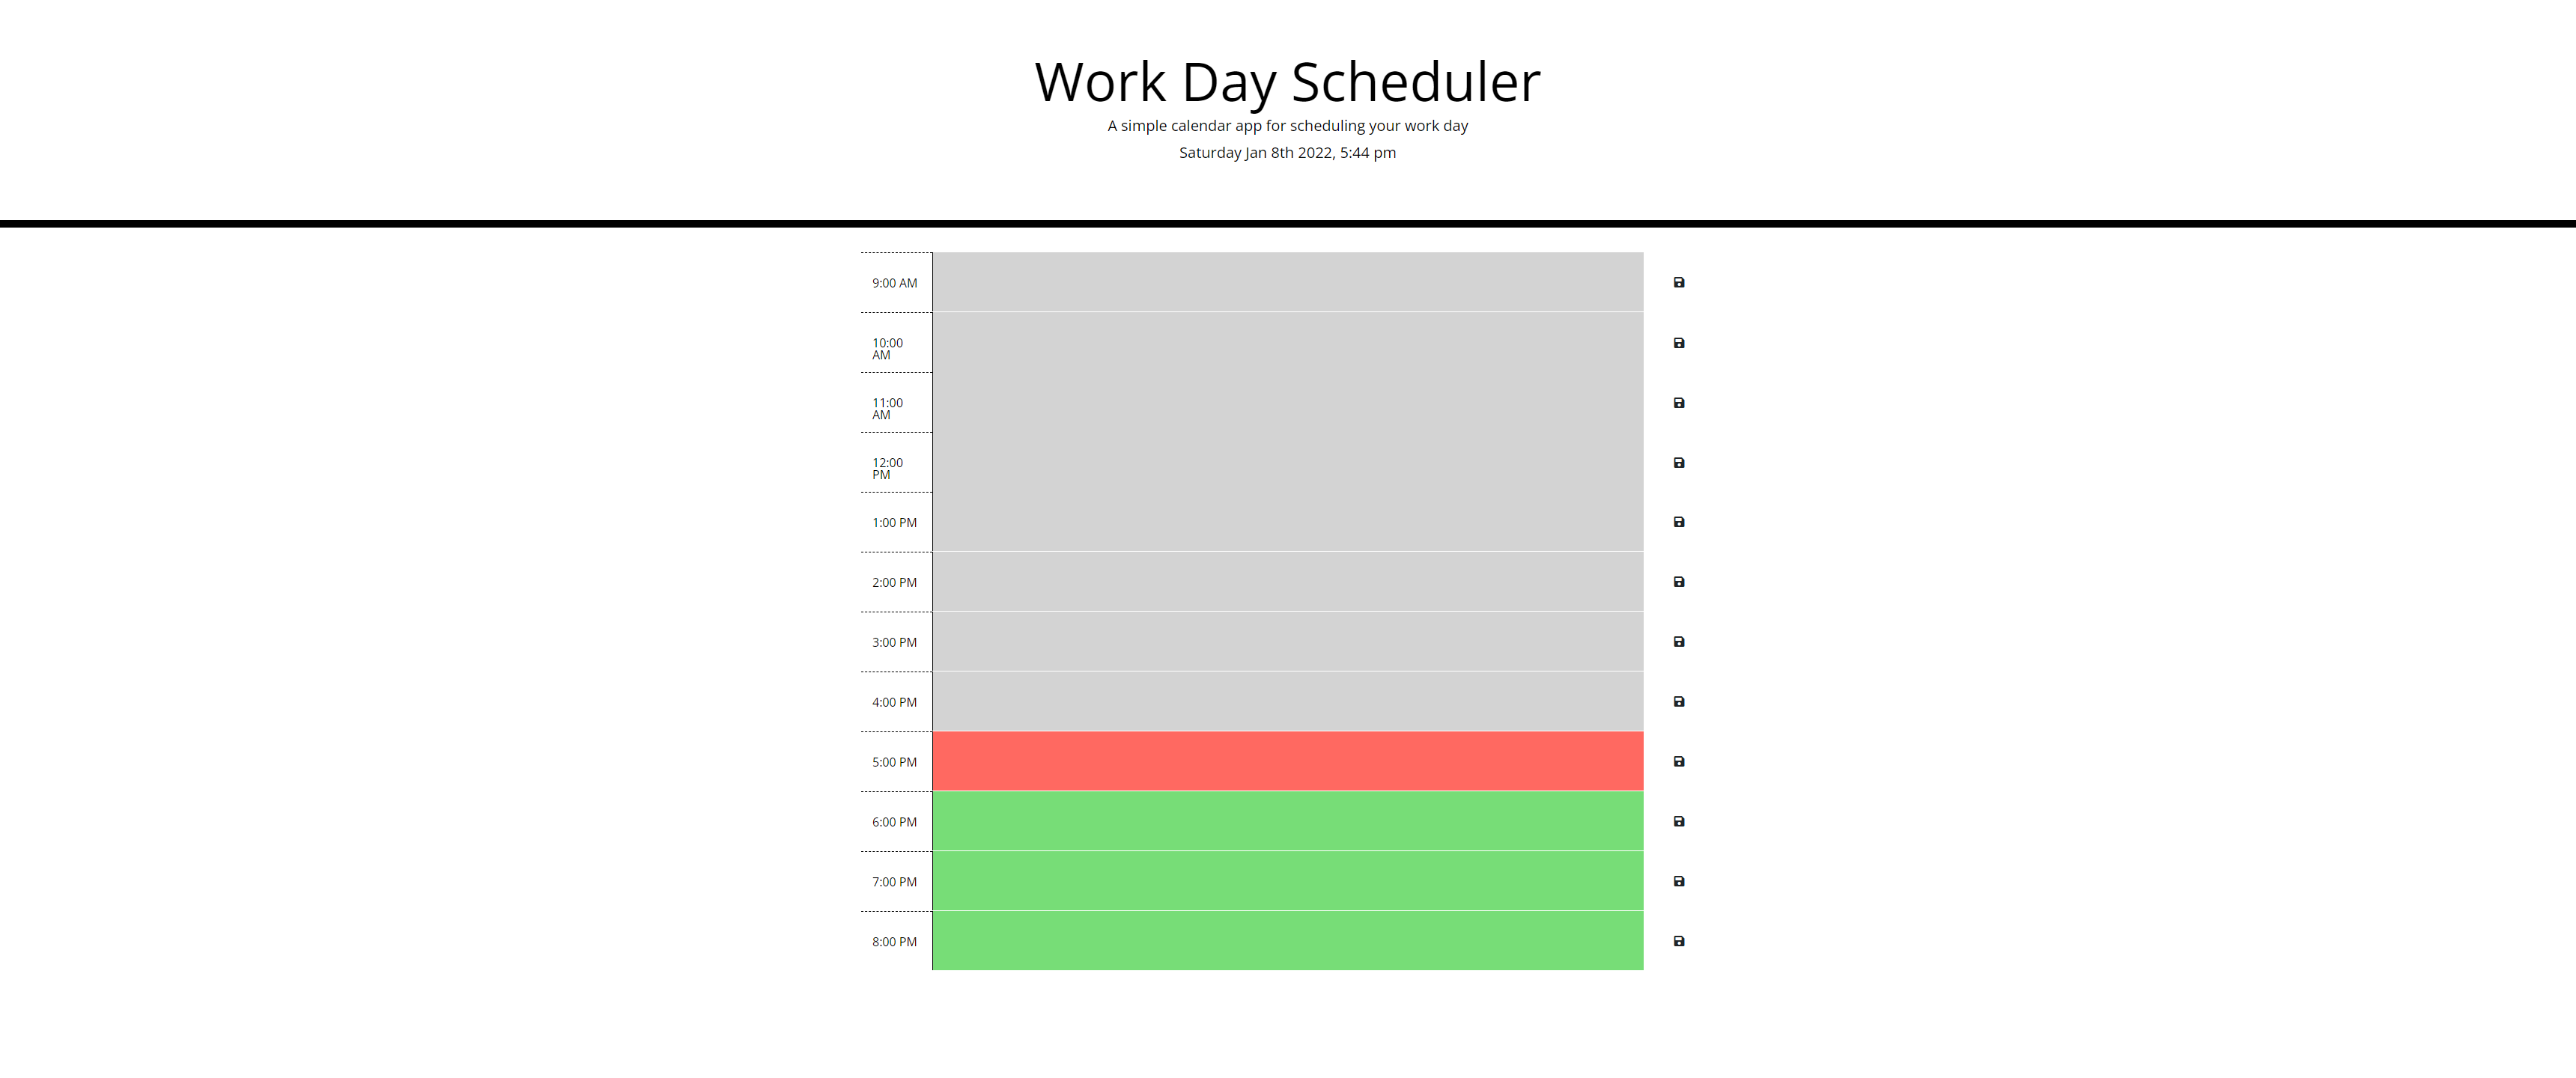 Work Day Scheduler
A simple calendar app for scheduling your work day
Saturday Jan 8th 2022, 5:44 pm
9:00 AM
10:00
AM
11:00
AM
12:00
PM
1:00 PM
2:00 PM
3:00 PM
4:00 PM
5:00 PM
6:00 PM
7:00 PM
8:00 PM